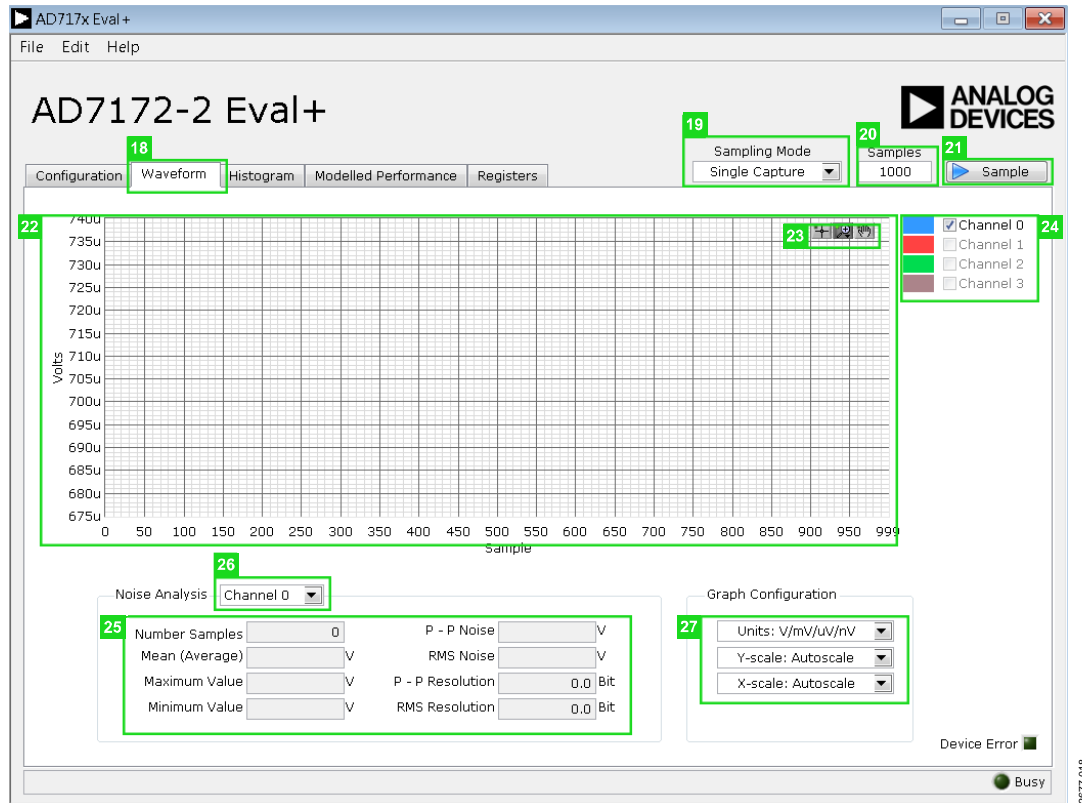 AD717x Eval+
File Edit Help
AD7172-2 Eval+
ANALOG
DEVICES
18
19
20
21
Sampling Mode
Samples
Configuration Waveform Histogram Modelled Performance Registers
Single Capture
1000
Sample
22
23
24
740u
735u
730u
725u
720u
715u
710u
705u
700u
695u
690u
685u
680u
675u
Volts
0 50 100 150 200 250 300 350 400 450 500 550 600 650 700 750 800 850 900 950 999
Sample
Channel 0
Channel 1
Channel 2
Channel 3
26
Noise Analysis Channel 0
25
Number Samples 0
Mean (Average) V
Maximum Value V
Minimum Value V
P - P Noise V
RMS Noise V
P - P Resolution 0.0 Bit
RMS Resolution 0.0 Bit
Graph Configuration
27
Units: V/mV/uV/nV
Y-scale: Autoscale
X-scale: Autoscale
Device Error
Busy